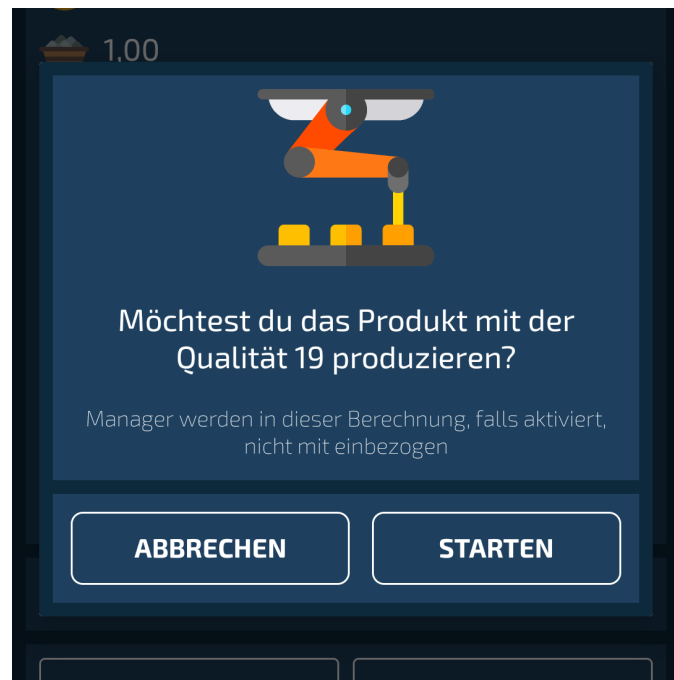 1,00
Möchtest du das Produkt mit der
Qualität 19 produzieren?
Manager werden in dieser Berechnung, falls aktiviert,
nicht mit einbezogen
ABBRECHEN
STARTEN